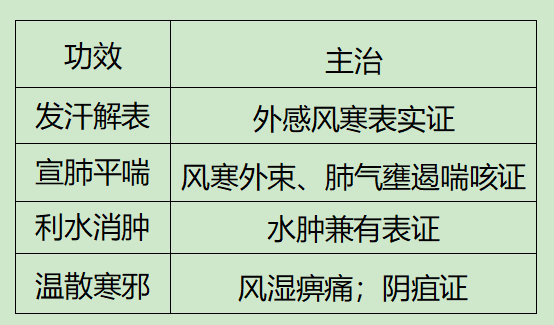 功效 主治
发汗解表 外感风寒表实证
宣肺平喘 风寒外束、肺气壅遏喘咳证
利水消肿 水肿兼有表证
温散寒邪 风湿痹痛；阴疽证